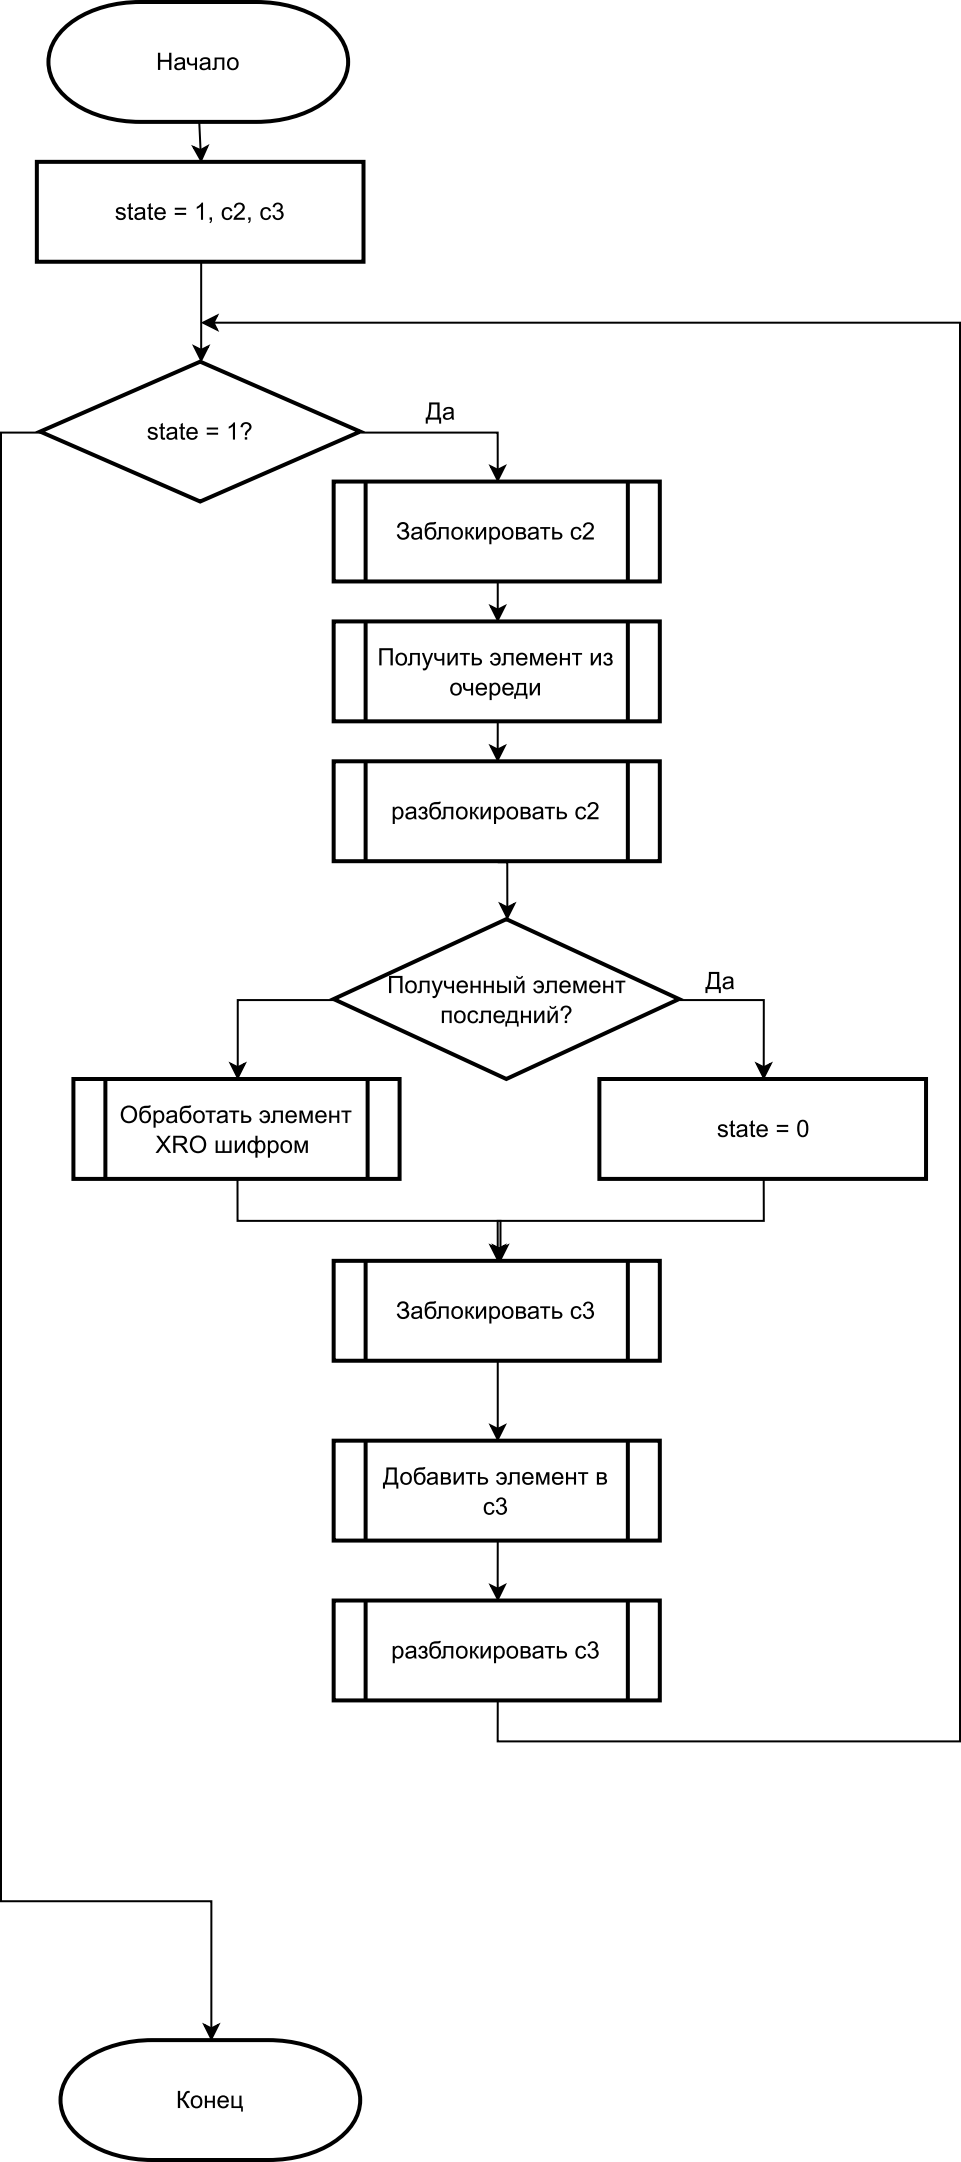 Начало
state = 1, c2, c3
state = 1?
Да
Заблокировать c2
Получить элемент из
очереди
разблокировать c2
Полученный элемент
последний?
Да
Обработать элемент
XRO шифром
state = 0
Заблокировать c3
Добавить элемент в
c3
разблокировать c3
Конец